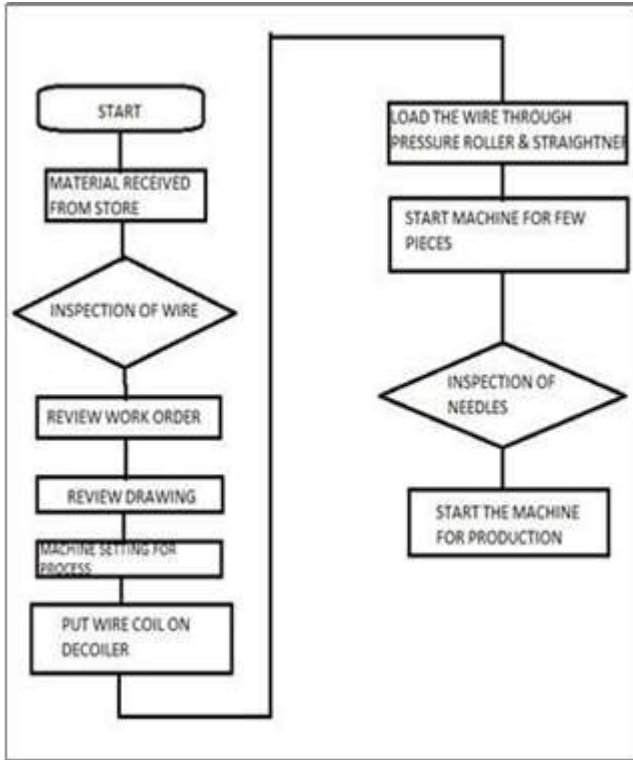 START
MATERIAL RECEIVED
FROM STORE
INSPECTION OF WIRE
REVIEW WORK ORDER
REVIEW DRAWING
MACHINE SETTING FOR
PROCESS
PUT WIRE COIL ON
DECOILER
LOAD THE WIRE THROUGH
PRESSURE ROLLER & STRAIGHTNER
START MACHINE FOR FEW
PIECES
INSPECTION OF
NEEDLES
START THE MACHINE
FOR PRODUCTION